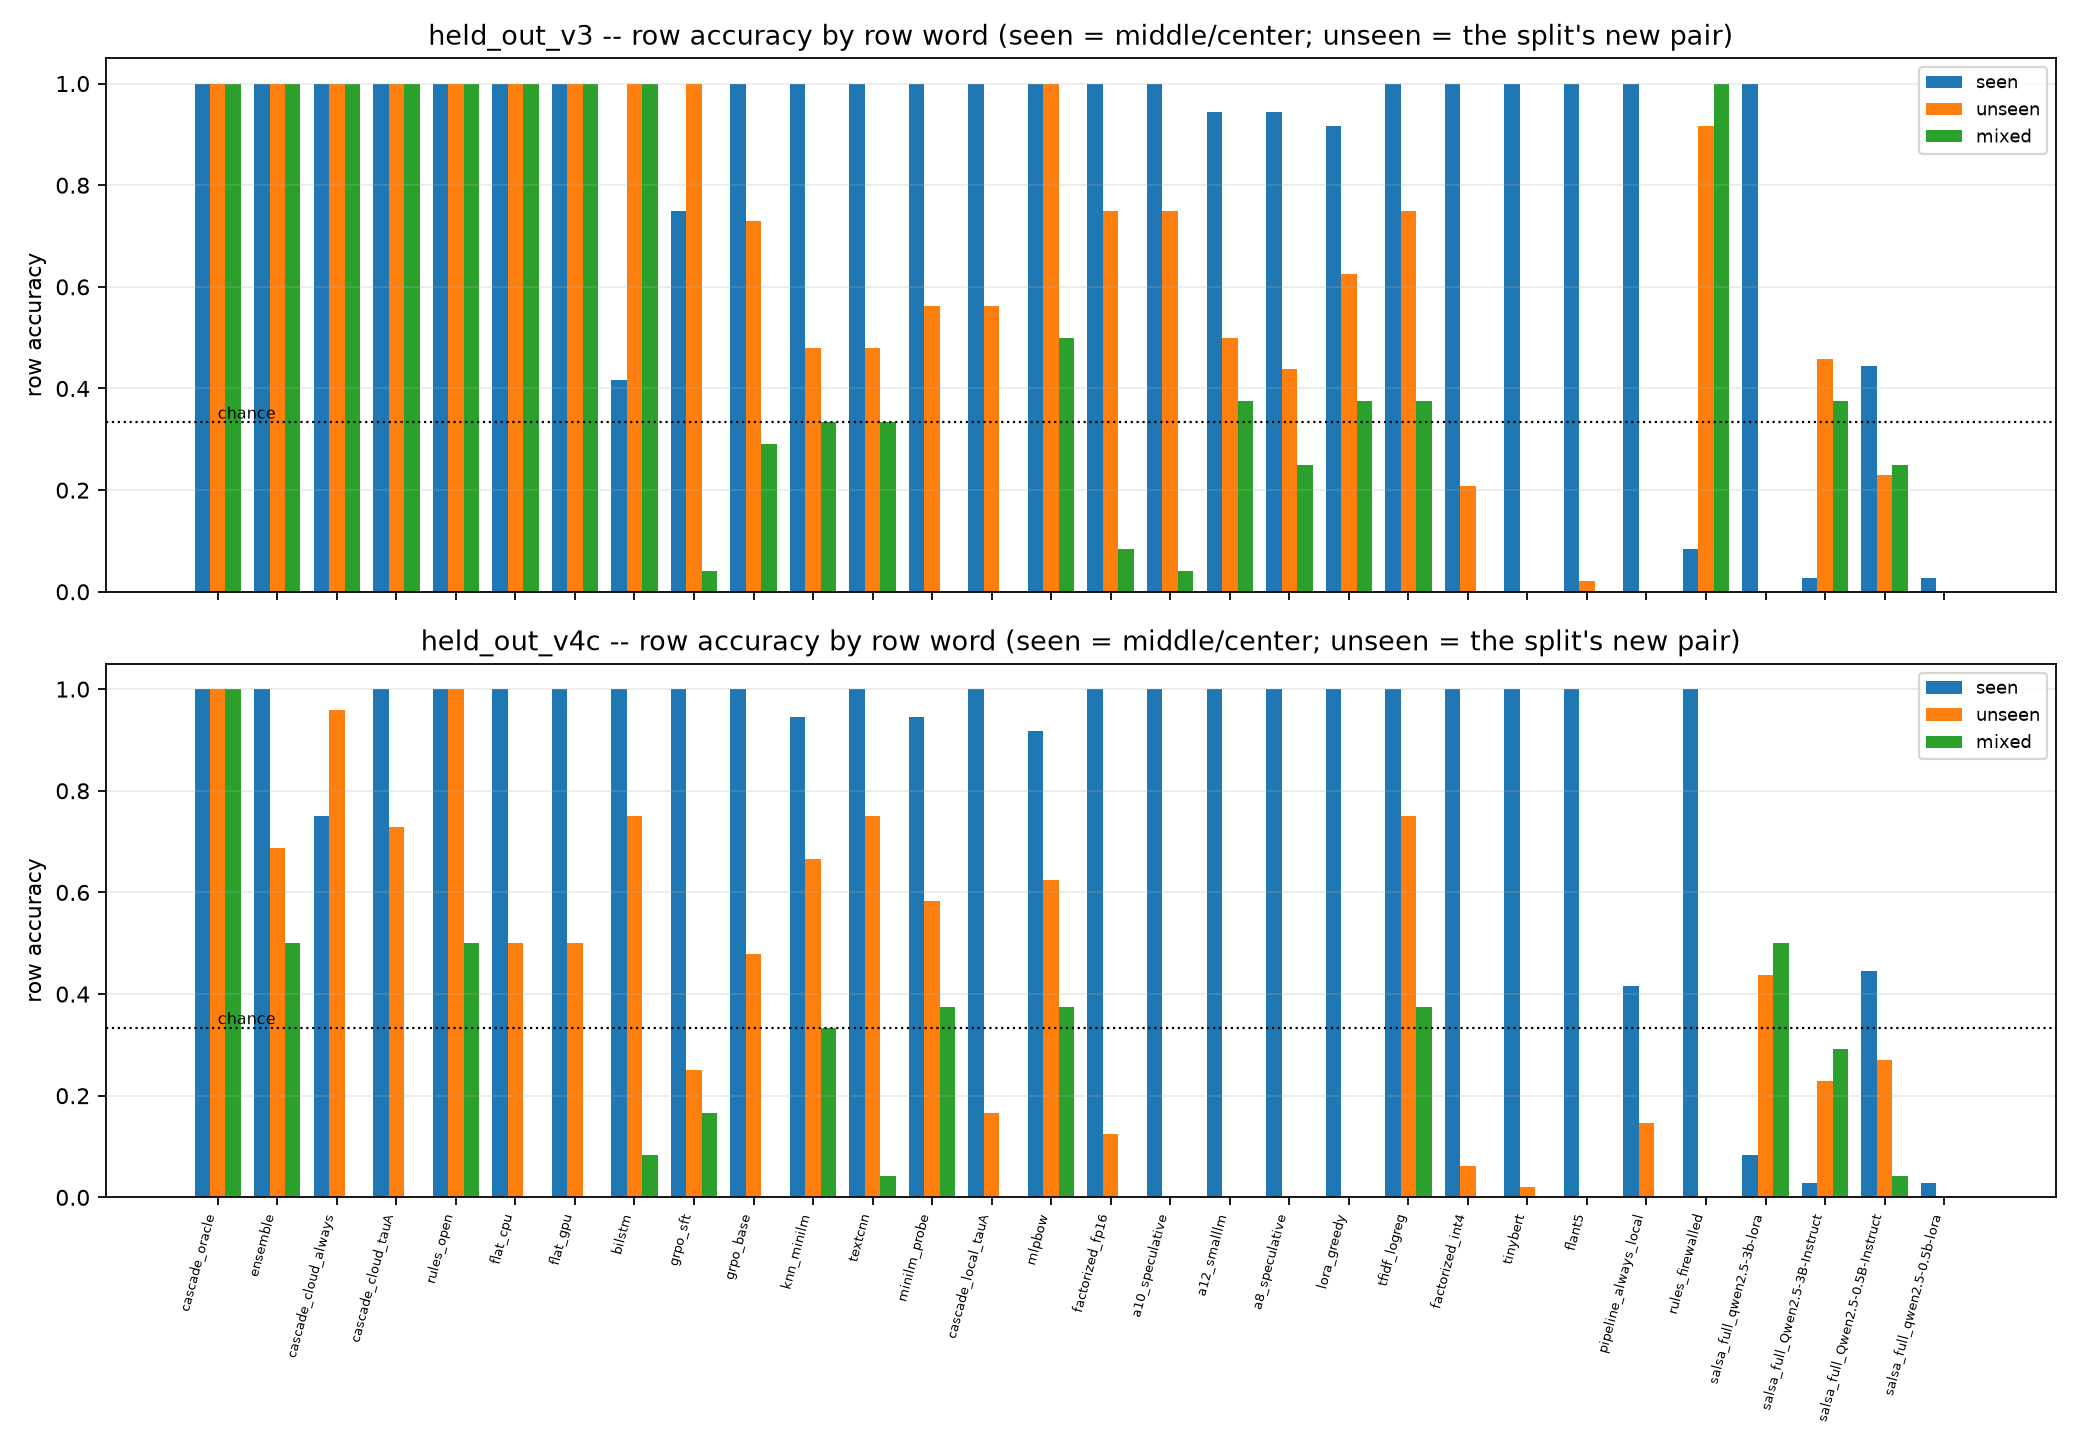 held_out_v3 -- row accuracy by row word (seen = middle/center; unseen = the split's new pair)
row accuracy
1.0
0.8
0.6
0.4
0.2
0.0
chance
seen
unseen
mixed
held_out_v4c -- row accuracy by row word (seen = middle/center; unseen = the split's new pair)
row accuracy
1.0
0.8
0.6
0.4
0.2
0.0
chance
seen
unseen
mixed
cascade_oracle
ensemble
cascade_cloud_always
cascade_cloud_tauA
rules_open
flat_cpu
flat_gpu
bilstm
grpo_sft
grpo_base
knn_minilm
textcnn
minilm_probe
cascade_local_tauA
mlpbow
factorized_fp16
a10_speculative
a12_smalllm
a8_speculative
lora_greedy
tfidf_logreg
factorized_int4
tinybert
flant5
pipeline_always_local
rules_firewalled
salsa_full_qwen2.5-3b-lora
salsa_full_Qwen2.5-3B-Instruct
salsa_full_Qwen2.5-0.5B-Instruct
salsa_full_qwen2.5-0.5b-lora